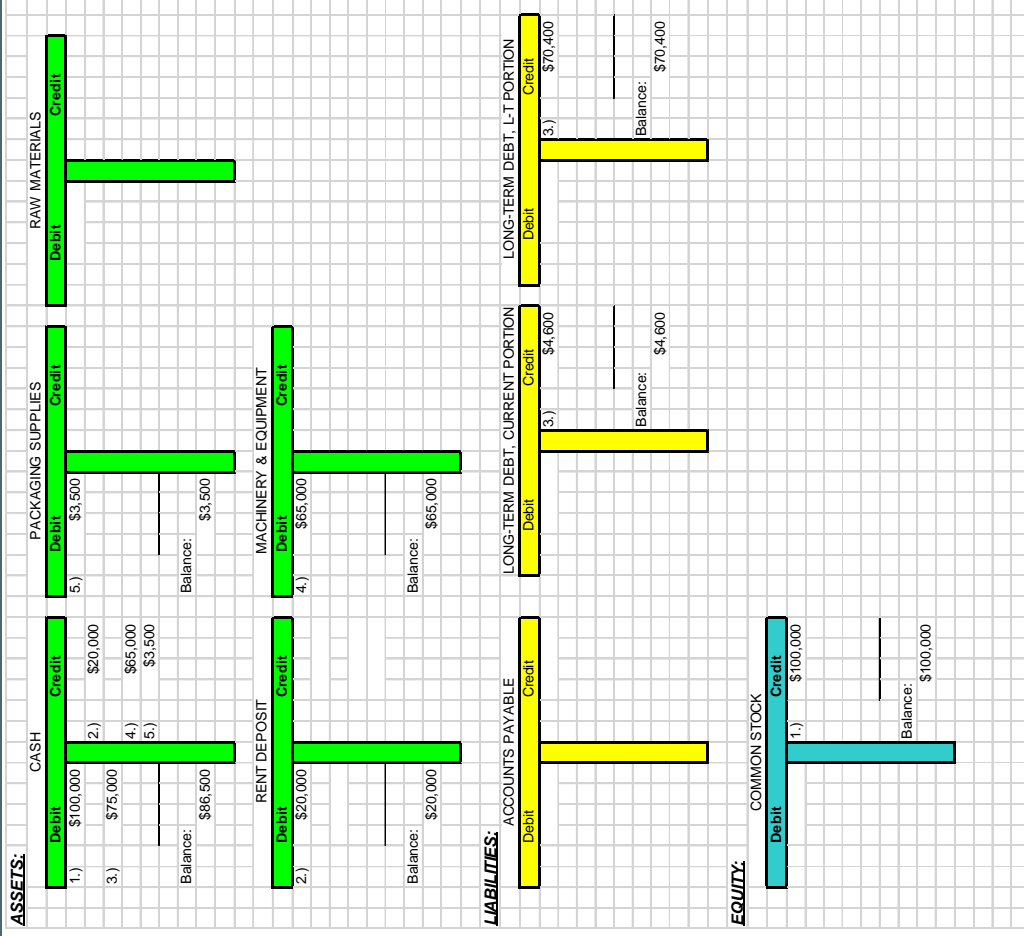 ASSETS:
CASH PACKAGING SUPPLIES RAW MATERIALS
Debit Credit Debit Credit Debit Credit
1.) $100,000 5.) $3,500
2.) $20,000
3.) $75,000
4.) $65,000
5.) $3,500
Balance: Balance:
$86,500 $3,500
RENT DEPOSIT MACHINERY & EQUIPMENT
Debit Credit Debit Credit
2.) $20,000 4.) $65,000
Balance: Balance:
$20,000 $65,000
LIABILITIES:
ACCOUNTS PAYABLE LONG-TERM DEBT, CURRENT PORTION LONG-TERM DEBT, L-T PORTION
Debit Credit Debit Credit Debit Credit
3.) $4,600 3.) $70,400
Balance: Balance:
$4,600 $70,400
EQUITY:
COMMON STOCK
Debit Credit
1.) $100,000
Balance:
$100,000